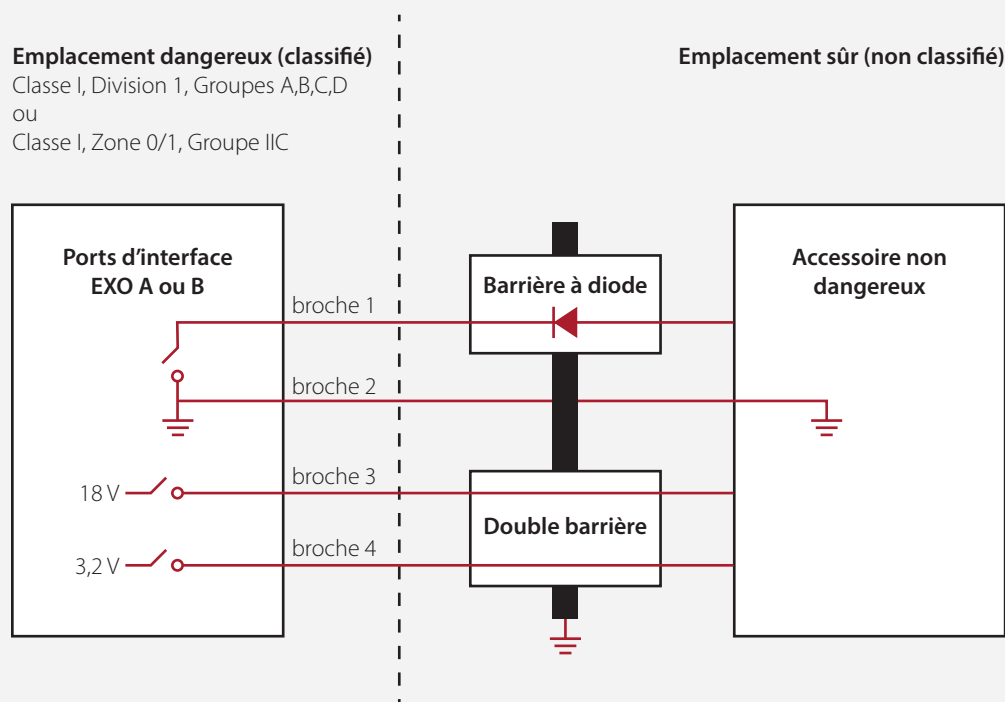 Emplacement dangereux (classifié)
Classe I, Division 1, Groupes A,B,C,D
ou
Classe I, Zone 0/1, Groupe IIC
Emplacement sûr (non classifié)
Ports d’interface
EXO A ou B
broche 1
Barrière à diode
Accessoire non
dangereux
broche 2
18 V
broche 3
Double barrière
3,2 V
broche 4